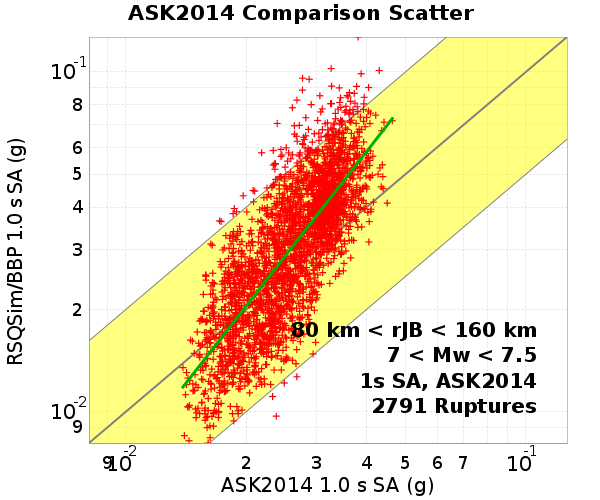 ASK2014 Comparison Scatter
RSQSim/BBP 1.0 s SA (g)
10-1
8
6
5
4
3
2
10-2
9
80 km < rJB < 160 km
7 < Mw < 7.5
1s SA, ASK2014
2791 Ruptures
9 10-2 2 3 4 5 6 7 10-1
ASK2014 1.0 s SA (g)